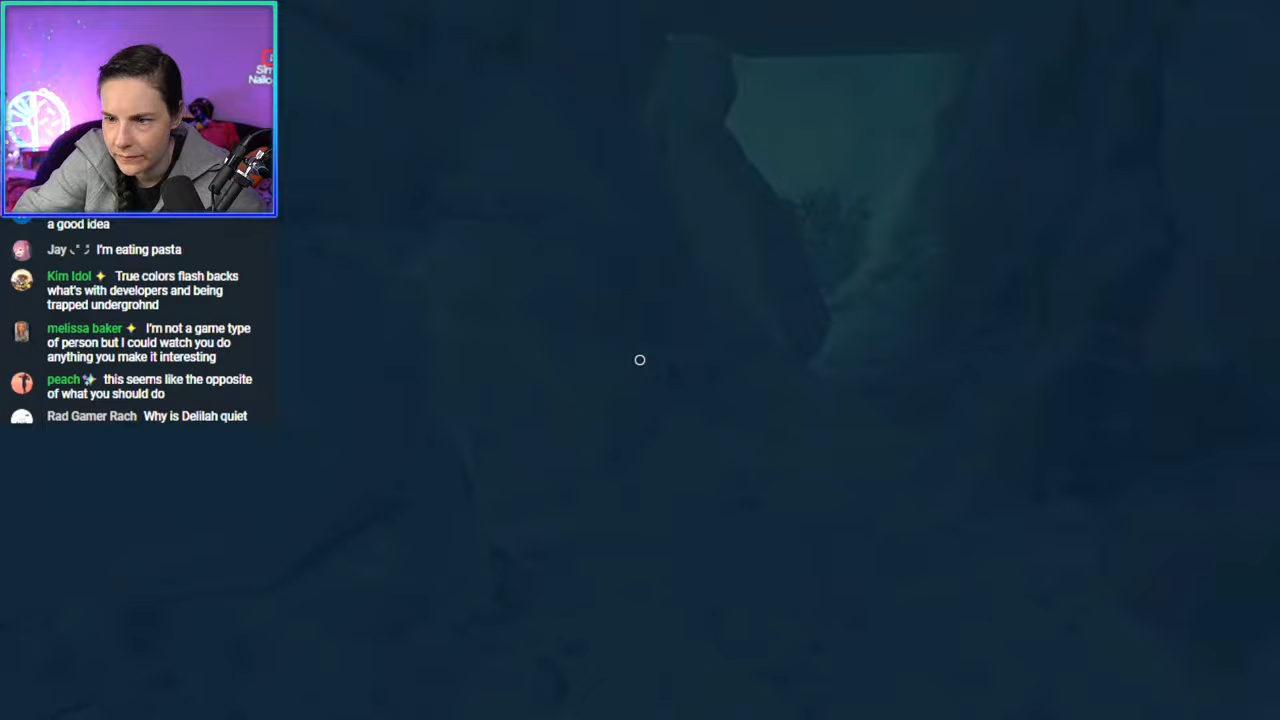 a good idea
Jay I'm eating pasta
Kim Idol True colors flash backs
what's with developers and being
trapped undergrohnd
melissa baker I'm not a game type
of person but I could watch you do
anything you make it interesting
peach this seems like the opposite
of what you should do
Rad Gamer Rach Why is Delilah quiet